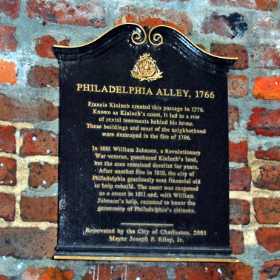 PHILADELPHIA ALLEY, 1766
Francis Kinloch created this passage in 1776.
Known as Kinloch's court, it led to a row
of rental tenements behind his home.
These buildings and most of the neighborhood
were destroyed in the fire of 1796.
In 1801 William Johnson, a Revolutionary
War veteran, purchased Kinloch's land,
but the area remained derelict for years.
After another fire in 1810, the city of
Philadelphia graciously sent financial aid
to help rebuild. The court was reopened
as a street in 1811 and, with William
Johnson's help, renamed to honor the
generosity of Philadelphia's citizens.
Renovated by the City of Charleston, 2003
Mayor Joseph P. Riley, Jr.